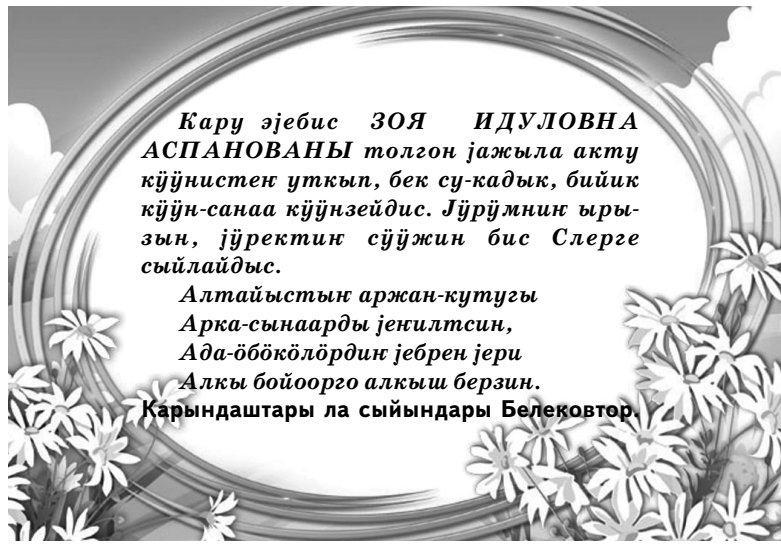 Кару эјебис ЗОЯ ИДУЛОВНА
АСПАНОВАНЫ толгон јажыла акту
кӱӱнистеҥ уткып, бек су-кадык, бийик
кӱӱн-санаа кӱӱнзейдис. Јӱрӱмниҥ ыры-
зын, јӱректиҥ сӱӱжин бис Слерге
сыйлайдыс.
Алтайыстыҥ аржан-кутугы
Арка-сынаарды јеҥилтсин,
Ада-ӧбӧкӧлӧрдиҥ јебрен јери
Алкы бойоорго алкыш берзин.
Карындаштары ла сыйындары Белековтор.